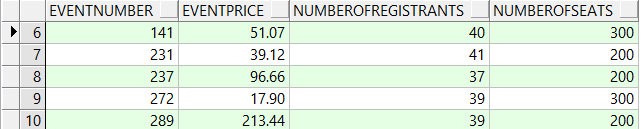 EVENTNUMBER EVENTPRICE NUMBEROFREGISTRANTS NUMBEROFSEATS
6 141 51.07 40 300
7 231 39.12 41 200
8 237 96.66 37 200
9 272 17.90 39 300
10 289 213.44 39 200